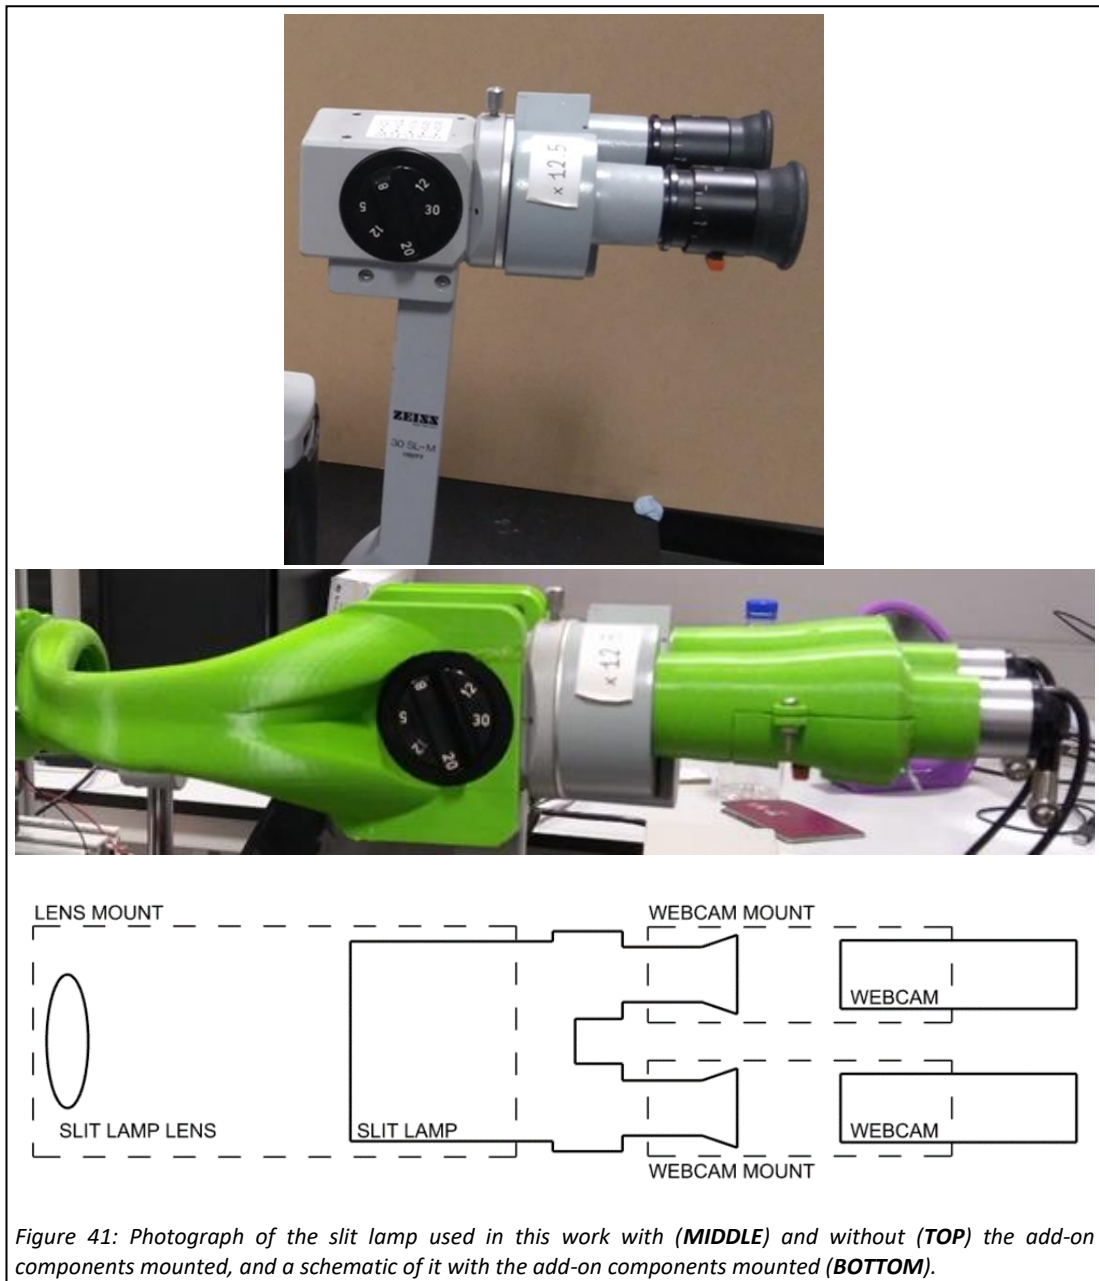 x 12.5
8
12
5
30
12
20
ZEISS
30 SL-M
x 12.5
8
12
5
30
12
20
LENS MOUNT
WEBCAM MOUNT
WEBCAM
SLIT LAMP LENS
SLIT LAMP
WEBCAM
WEBCAM MOUNT
Figure 41: Photograph of the slit lamp used in this work with (MIDDLE) and without (TOP) the add-on
components mounted, and a schematic of it with the add-on components mounted (BOTTOM).